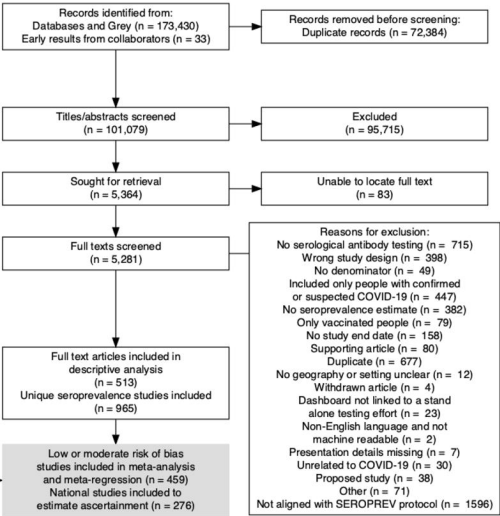 Records identified from:
Databases and Grey (n = 173,430)
Early results from collaborators (n = 33)
Records removed before screening:
Duplicate records (n = 72,384)
Titles/abstracts screened
(n = 101,079)
Excluded
(n = 95,715)
Sought for retrieval
(n = 5,364)
Unable to locate full text
(n = 83)
Full texts screened
(n = 5,281)
Reasons for exclusion:
No serological antibody testing (n = 715)
Wrong study design (n = 398)
No denominator (n = 49)
Included only people with confirmed
or suspected COVID-19 (n = 447)
No seroprevalence estimate (n = 382)
Only vaccinated people (n = 79)
No study end date (n = 158)
Supporting article (n = 80)
Duplicate (n = 677)
No geography or setting unclear (n = 12)
Withdrawn article (n = 4)
Dashboard not linked to a stand
alone testing effort (n = 23)
Non-English language and not
machine readable (n = 2)
Presentation details missing (n = 7)
Unrelated to COVID-19 (n = 30)
Proposed study (n = 38)
Other (n = 71)
Not aligned with SEROPREV protocol (n = 1596)
Full text articles included in
descriptive analysis
(n = 513)
Unique seroprevalence studies included
(n = 965)
Low or moderate risk of bias
studies included in meta-analysis
and meta-regression (n = 459)
National studies included to
estimate ascertainment (n = 276)